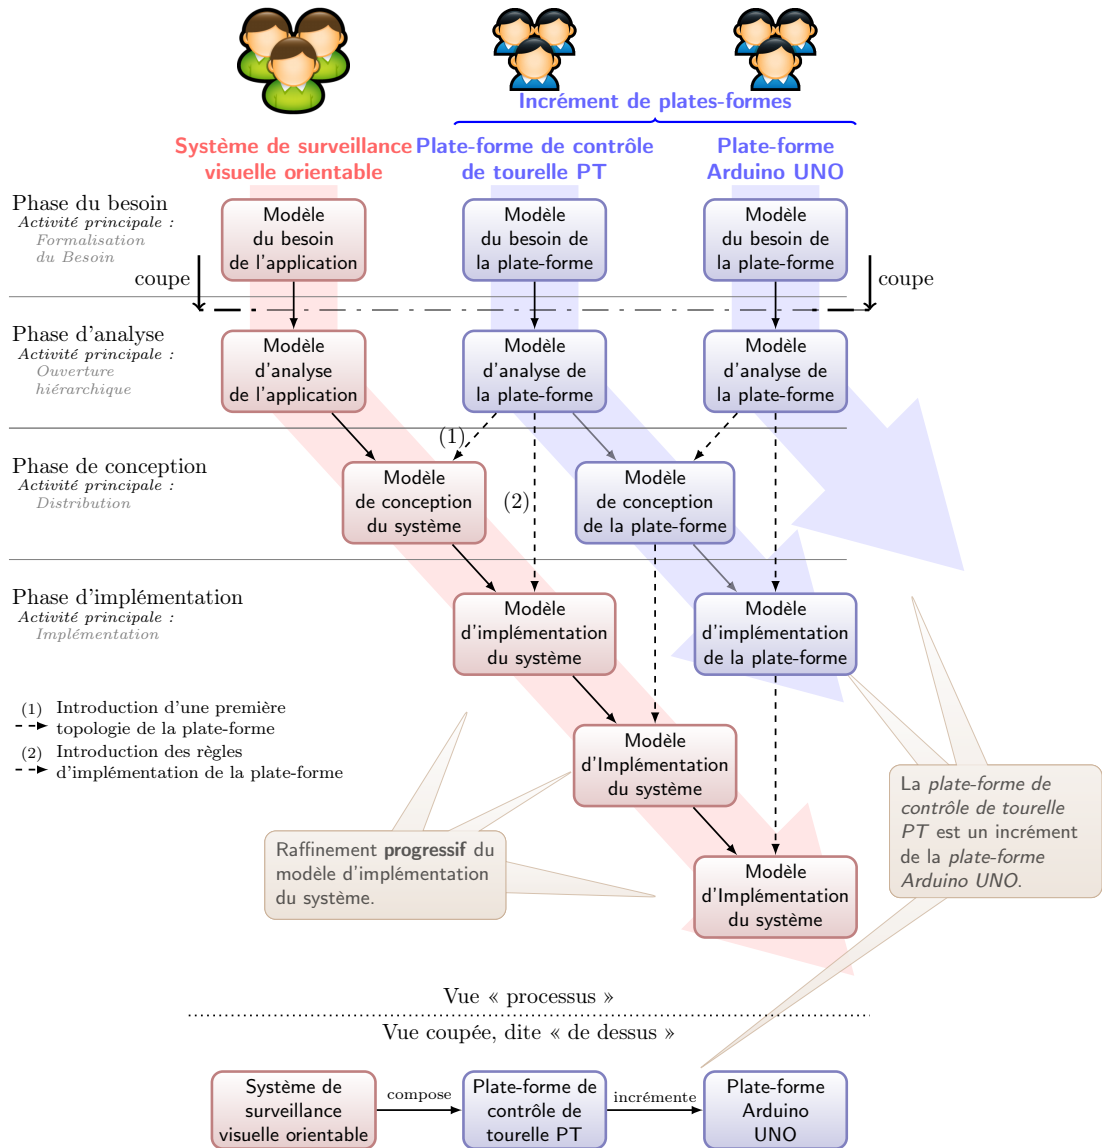 Incrément de plates-formes
Système de surveillance
visuelle orientable
Plate-forme de contrôle
de tourelle PT
Plate-forme
Arduino UNO
Phase du besoin
Activité principale :
Formalisation
du Besoin
Modèle
du besoin
de l'application
Modèle
du besoin de
la plate-forme
Modèle
du besoin de
la plate-forme
coupe
coupe
Phase d'analyse
Activité principale :
Ouverture
hiérarchique
Modèle
d'analyse
de l'application
Modèle
d'analyse de
la plate-forme
Modèle
d'analyse de
la plate-forme
(1)
Phase de conception
Activité principale :
Distribution
Modèle
de conception
du système
(2)
Modèle
de conception
de la plate-forme
Phase d'implémentation
Activité principale :
Implémentation
Modèle
d'implémentation
du système
Modèle
d'implémentation
de la plate-forme
(1) Introduction d'une première
topologie de la plate-forme
(2) Introduction des règles
d'implémentation de la plate-forme
Modèle
d'Implémentation
du système
La plate-forme de
contrôle de tourelle
PT est un incrément
de la plate-forme
Arduino UNO.
Raffinement progressif du
modèle d'implémentation
du système.
Modèle
d'Implémentation
du système
Vue « processus »
Vue coupée, dite « de dessus »
Système de
surveillance
visuelle orientable
compose
Plate-forme de
contrôle de
tourelle PT
incrémente
Plate-forme
Arduino
UNO